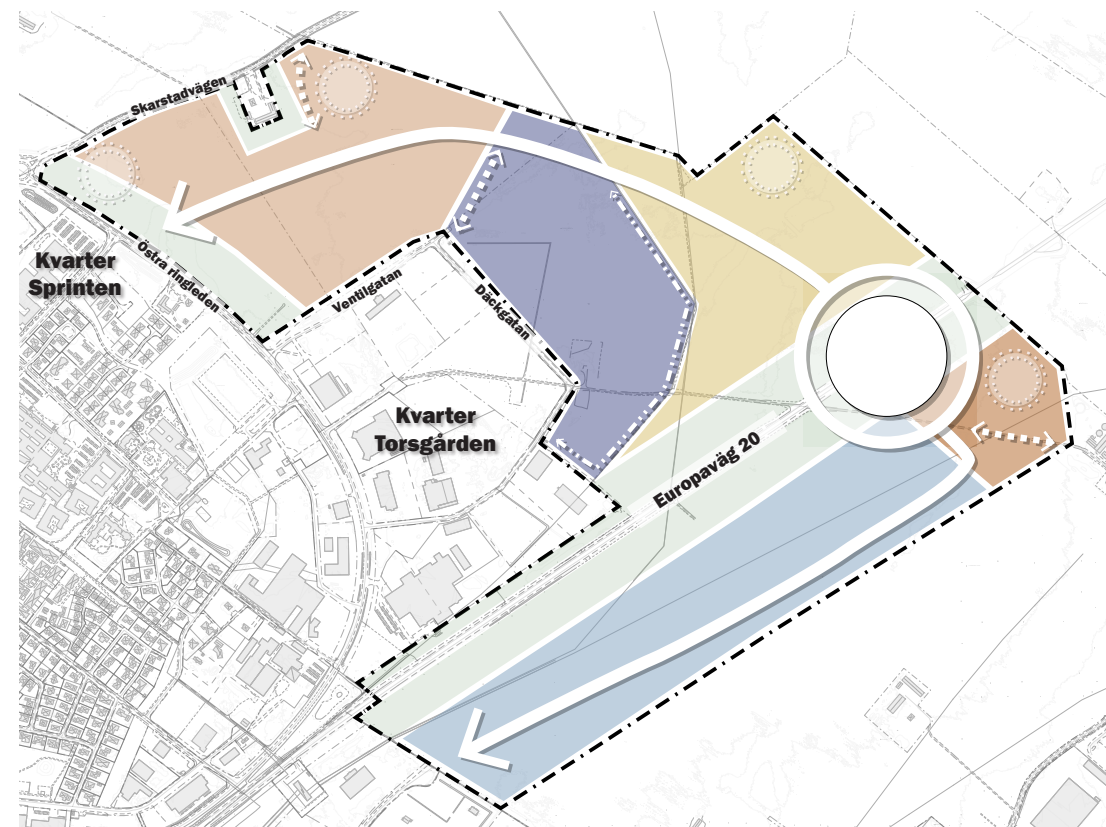 Skarstadvägen
Kvarter
Sprinten
Östra ringleden
Ventilgatan
Däckgatan
Kvarter
Torsgården
Europaväg 20